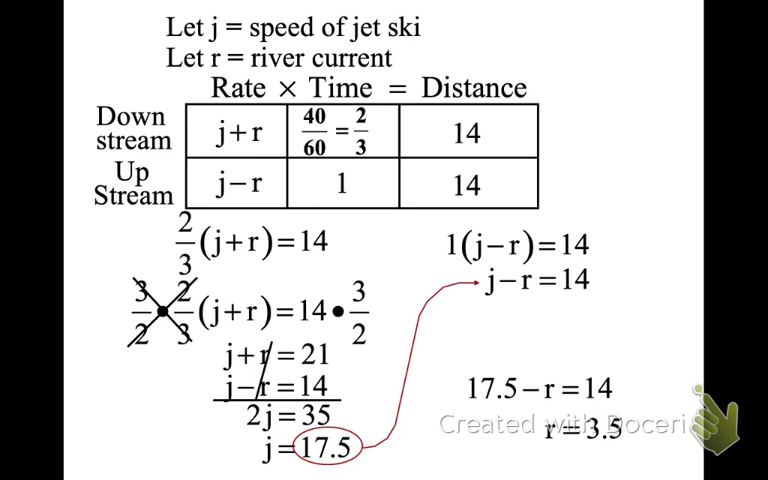 Let j = speed of jet ski
Let r = river current
Rate × Time = Distance
Down stream j+r 40/60 = 2/3 14
Up Stream j−r 1 14
2/3 (j+r) = 14
1(j−r) = 14
j−r = 14
3/2 • 2/3 (j+r) = 14 • 3/2
j+r = 21
j−r = 14
2j = 35
j = 17.5
17.5 − r = 14
r = 3.5
Created with Doceri